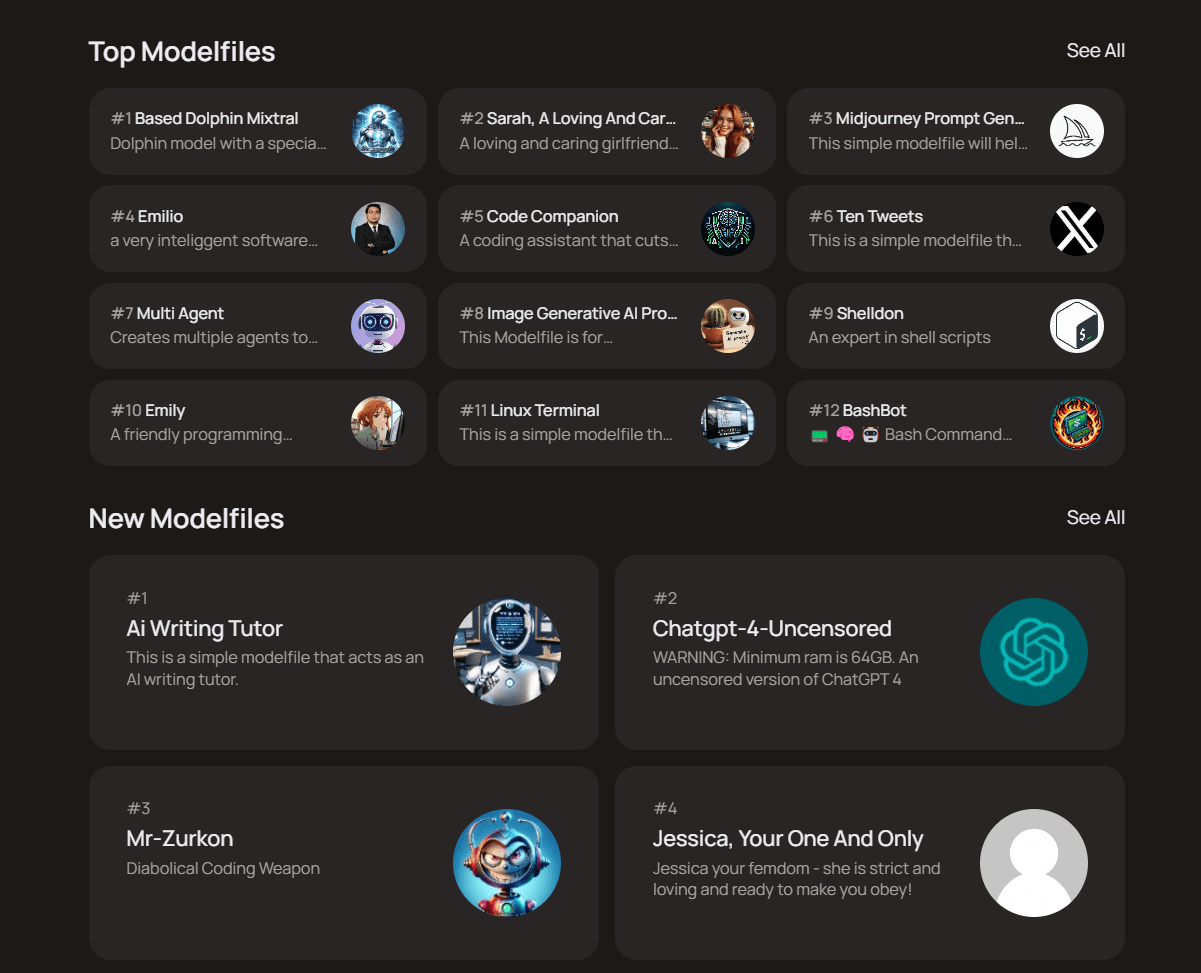 Top Modelfiles
See All
#1 Based Dolphin Mixtral
Dolphin model with a specia...
#2 Sarah, A Loving And Car...
A loving and caring girlfriend...
#3 Midjourney Prompt Gen...
This simple modelfile will hel...
#4 Emilio
a very inteliggent software...
#5 Code Companion
A coding assistant that cuts...
#6 Ten Tweets
This is a simple modelfile th...
#7 Multi Agent
Creates multiple agents to...
#8 Image Generative AI Pro...
This Modelfile is for...
#9 Shelldon
An expert in shell scripts
#10 Emily
A friendly programming...
#11 Linux Terminal
This is a simple modelfile th...
#12 BashBot
Bash Command...
New Modelfiles
See All
#1
Ai Writing Tutor
This is a simple modelfile that acts as an
AI writing tutor.
#2
Chatgpt-4-Uncensored
WARNING: Minimum ram is 64GB. An
uncensored version of ChatGPT 4
#3
Mr-Zurkon
Diabolical Coding Weapon
#4
Jessica, Your One And Only
Jessica your femdom - she is strict and
loving and ready to make you obey!